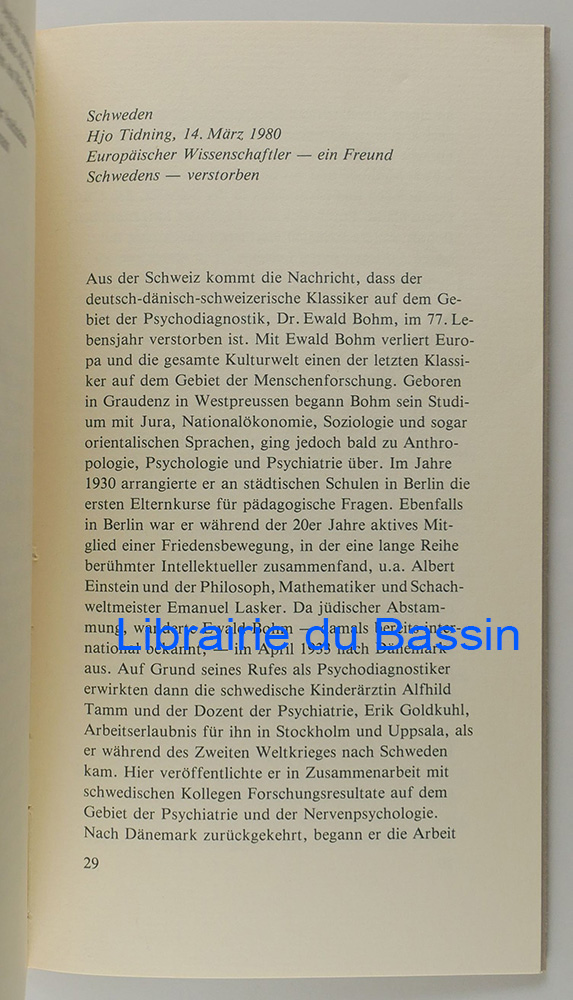 Schweden
Hjo Tidning, 14. März 1980
Europäischer Wissenschaftler — ein Freund
Schwedens — verstorben
Aus der Schweiz kommt die Nachricht, dass der
deutsch-dänisch-schweizerische Klassiker auf dem Ge-
biet der Psychodiagnostik, Dr. Ewald Bohm, im 77. Le-
bensjahr verstorben ist. Mit Ewald Bohm verliert Euro-
pa und die gesamte Kulturwelt einen der letzten Klassi-
ker auf dem Gebiet der Menschenforschung. Geboren
in Graudenz in Westpreussen begann Bohm sein Studi-
um mit Jura, Nationalökonomie, Soziologie und sogar
orientalischen Sprachen, ging jedoch bald zu Anthro-
pologie, Psychologie und Psychiatrie über. Im Jahre
1930 arrangierte er an städtischen Schulen in Berlin die
ersten Elternkurse für pädagogische Fragen. Ebenfalls
in Berlin war er während der 20er Jahre aktives Mit-
glied einer Friedensbewegung, in der eine lange Reihe
berühmter Intellektueller zusammenfand, u.a. Albert
Einstein und der Philosoph, Mathematiker und Schach-
weltmeister Emanuel Lasker. Da jüdischer Abstam-
mung, wanderte Ewald Bohm — damals bereits inter-
national bekannt, — im April 1933 nach Dänemark
Librairie du Bassin
aus. Auf Grund seines Rufes als Psychodiagnostiker
erwirkten dann die schwedische Kinderärztin Alfhild
Tamm und der Dozent der Psychiatrie, Erik Goldkuhl,
Arbeitserlaubnis für ihn in Stockholm und Uppsala, als
er während des Zweiten Weltkrieges nach Schweden
kam. Hier veröffentlichte er in Zusammenarbeit mit
schwedischen Kollegen Forschungsresultate auf dem
Gebiet der Psychiatrie und der Nervenpsychologie.
Nach Dänemark zurückgekehrt, begann er die Arbeit
29